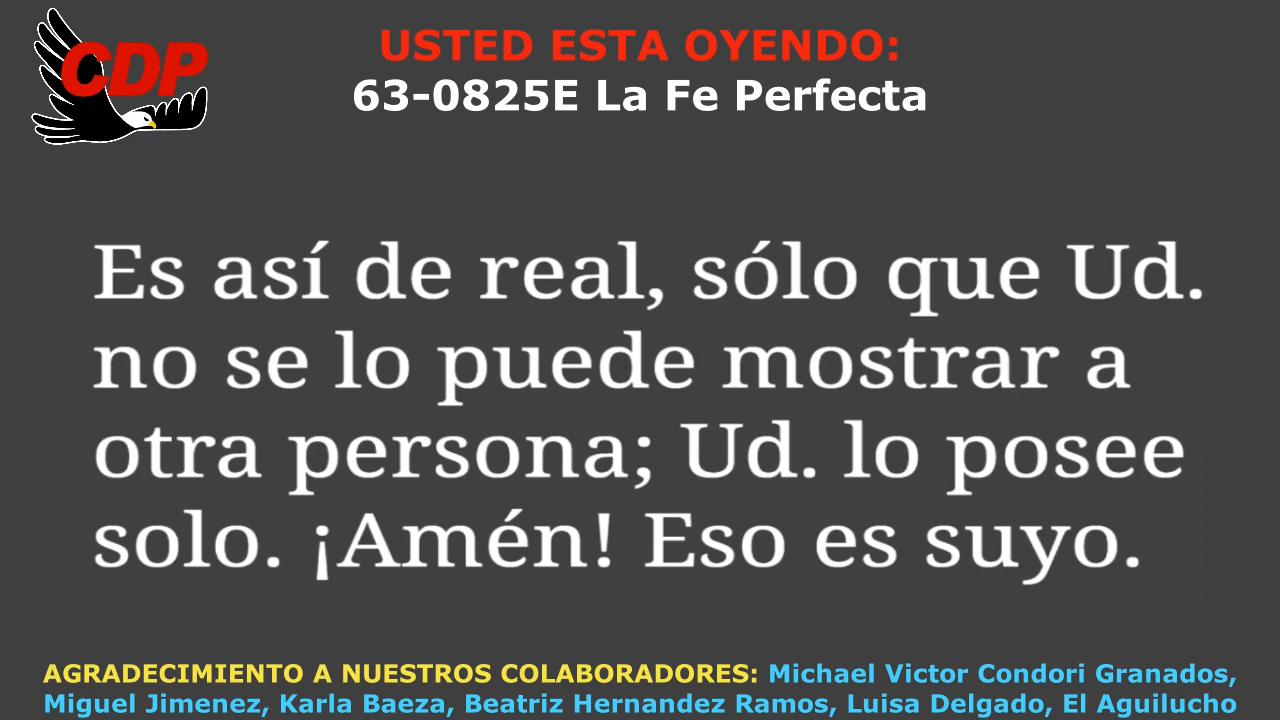 CDP
USTED ESTA OYENDO:
63-0825E La Fe Perfecta
Es así de real, sólo que Ud.
no se lo puede mostrar a
otra persona; Ud. lo posee
solo. ¡Amén! Eso es suyo.
AGRADECIMIENTO A NUESTROS COLABORADORES: Michael Victor Condori Granados,
Miguel Jimenez, Karla Baeza, Beatriz Hernandez Ramos, Luisa Delgado, El Aguilucho